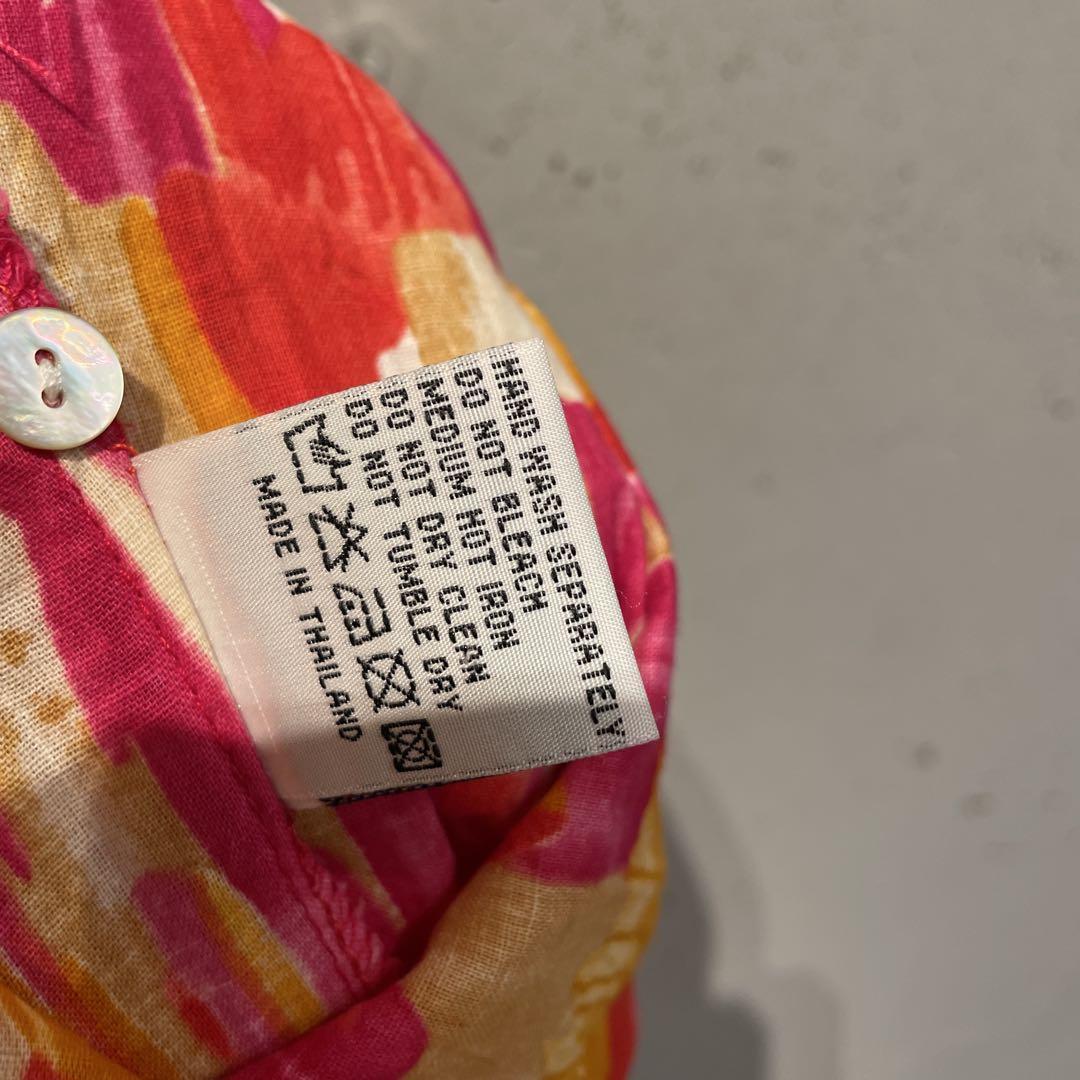 HAND WASH SEPARATELY
DO NOT BLEACH
MEDIUM HOT IRON
DO NOT DRY CLEAN
DO NOT TUMBLE DRY
MADE IN THAILAND